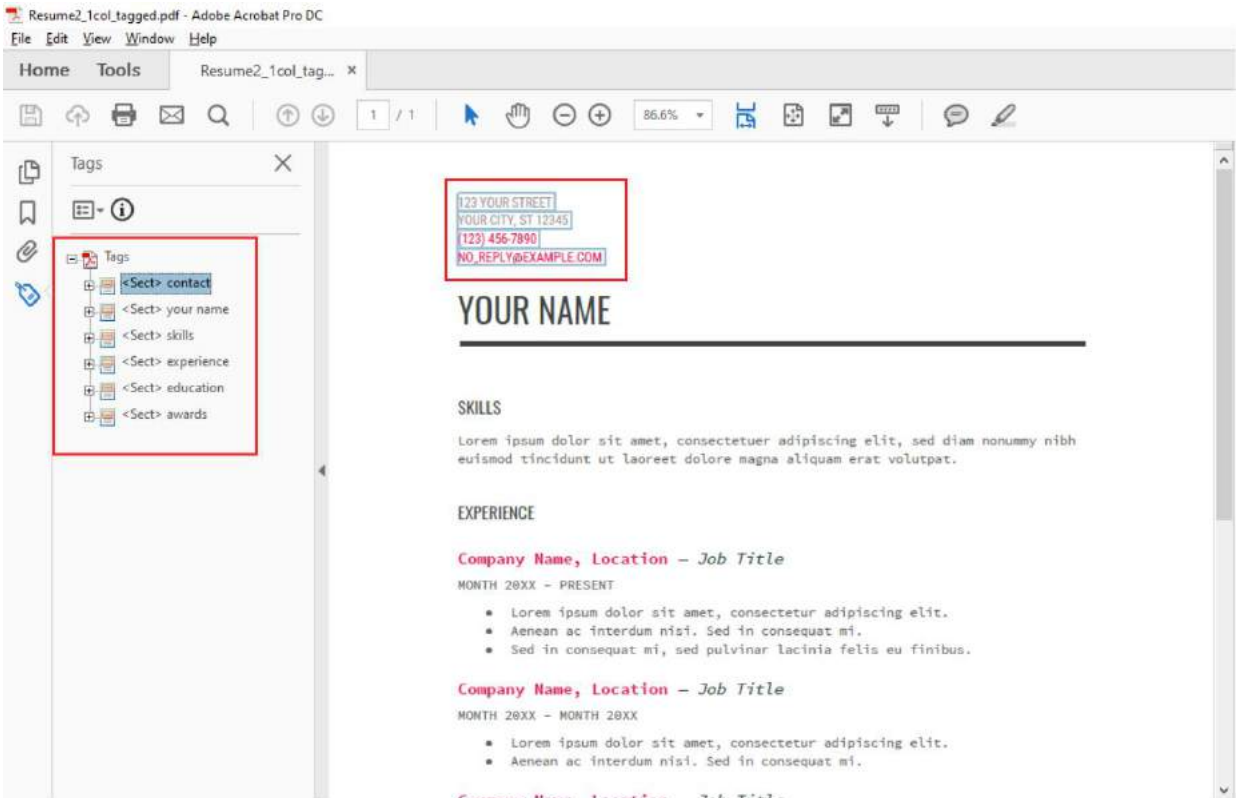 Resume2_1col_tagged.pdf - Adobe Acrobat Pro DC
File Edit View Window Help
Home Tools Resume2_1col_tag... ×
1 / 1 86.6%
Tags
Tags
<Sect> contact
<Sect> your name
<Sect> skills
<Sect> experience
<Sect> education
<Sect> awards
123 YOUR STREET
YOUR CITY, ST 12345
(123) 456-7890
NO_REPLY@EXAMPLE.COM
YOUR NAME
SKILLS
Lorem ipsum dolor sit amet, consectetuer adipiscing elit, sed diam nonummy nibh
euismod tincidunt ut laoreet dolore magna aliquam erat volutpat.
EXPERIENCE
Company Name, Location — Job Title
MONTH 20XX - PRESENT
● Lorem ipsum dolor sit amet, consectetur adipiscing elit.
● Aenean ac interdum nisi. Sed in consequat mi.
● Sed in consequat mi, sed pulvinar lacinia felis eu finibus.
Company Name, Location — Job Title
MONTH 20XX - MONTH 20XX
● Lorem ipsum dolor sit amet, consectetur adipiscing elit.
● Aenean ac interdum nisi. Sed in consequat mi.